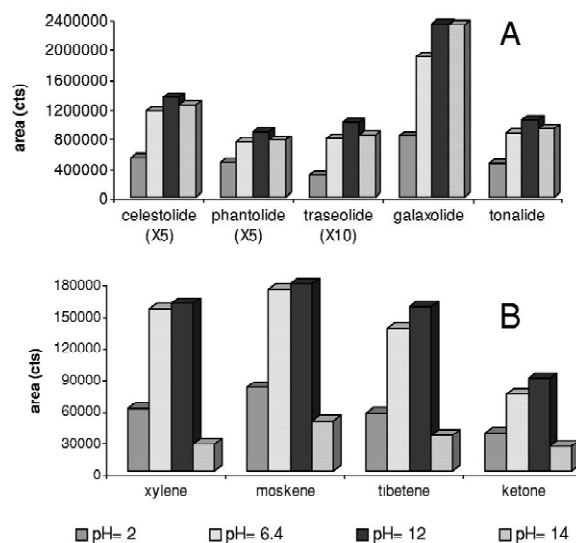 A
area (cts)
2400000
2000000
1600000
1200000
800000
400000
0
celestolide phantolide traseolide galaxolide tonalide
(X5) (X5) (X10)
B
area (cts)
180000
150000
120000
90000
60000
30000
0
xylene moskene tibetene ketone
pH= 2 pH= 6.4 pH= 12 pH= 14